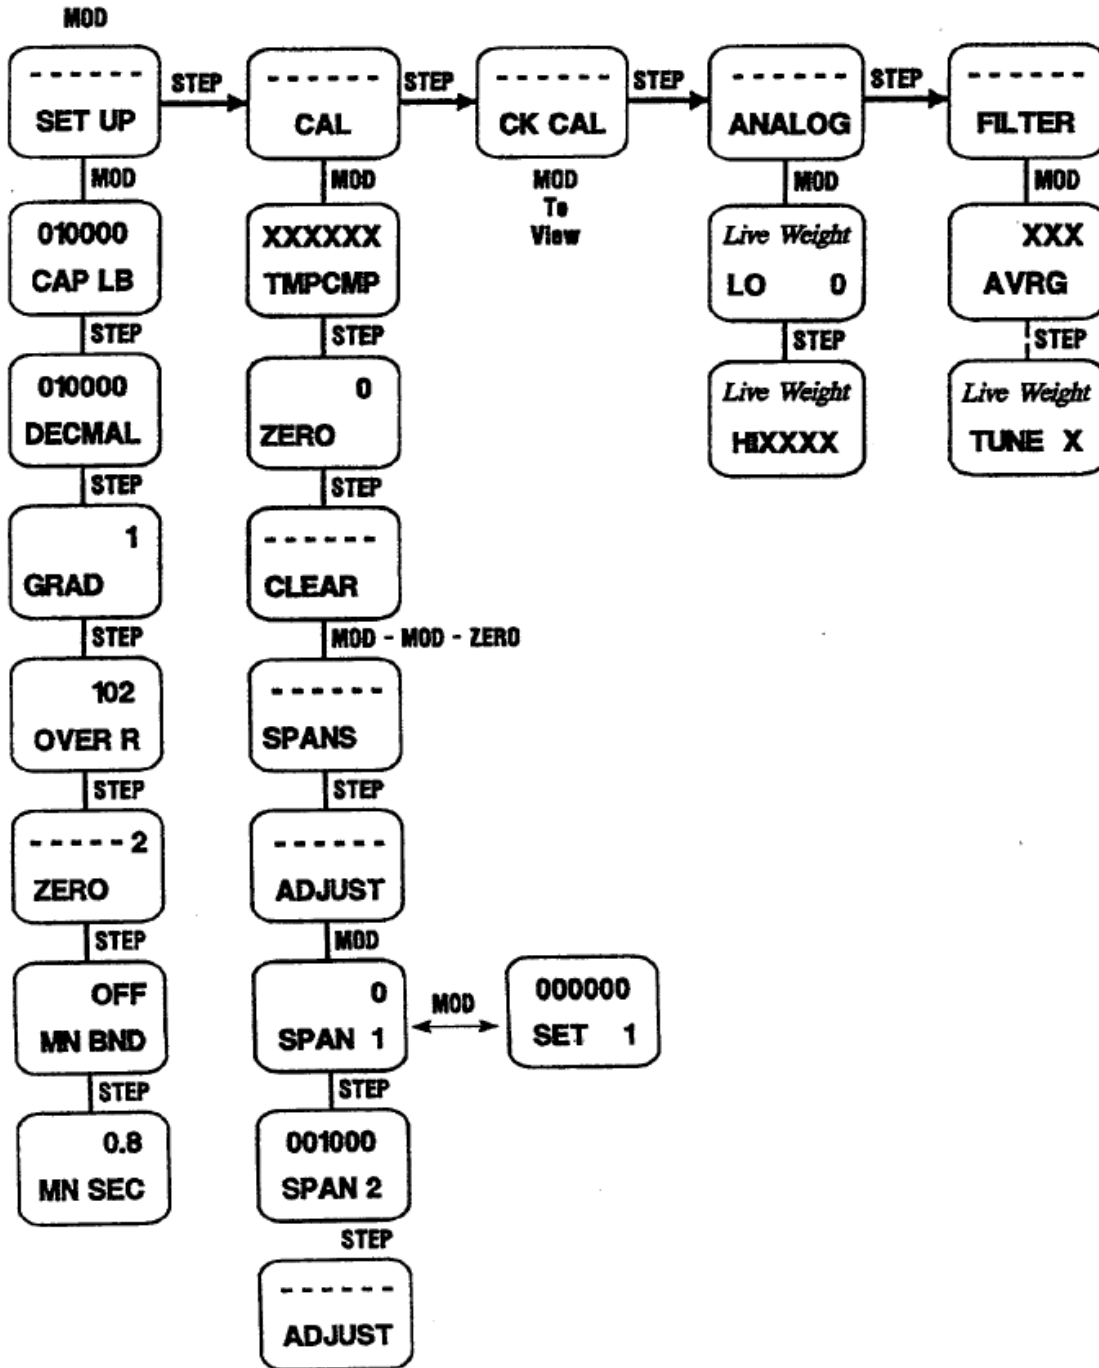 MOD
- - - - - -
SET UP
STEP
- - - - - -
CAL
STEP
- - - - - -
CK CAL
STEP
- - - - - -
ANALOG
STEP
- - - - - -
FILTER
MOD
010000
CAP LB
STEP
010000
DECMAL
STEP
1
GRAD
STEP
102
OVER R
STEP
- - - - - 2
ZERO
STEP
OFF
MN BND
STEP
0.8
MN SEC
MOD
XXXXXX
TMPCMP
STEP
0
ZERO
STEP
- - - - - -
CLEAR
MOD - MOD - ZERO
- - - - - -
SPANS
STEP
- - - - - -
ADJUST
MOD
0
SPAN 1
MOD
000000
SET 1
STEP
001000
SPAN 2
STEP
- - - - - -
ADJUST
MOD
To
View
MOD
Live Weight
LO 0
STEP
Live Weight
HIXXXX
MOD
XXX
AVRG
STEP
Live Weight
TUNE X